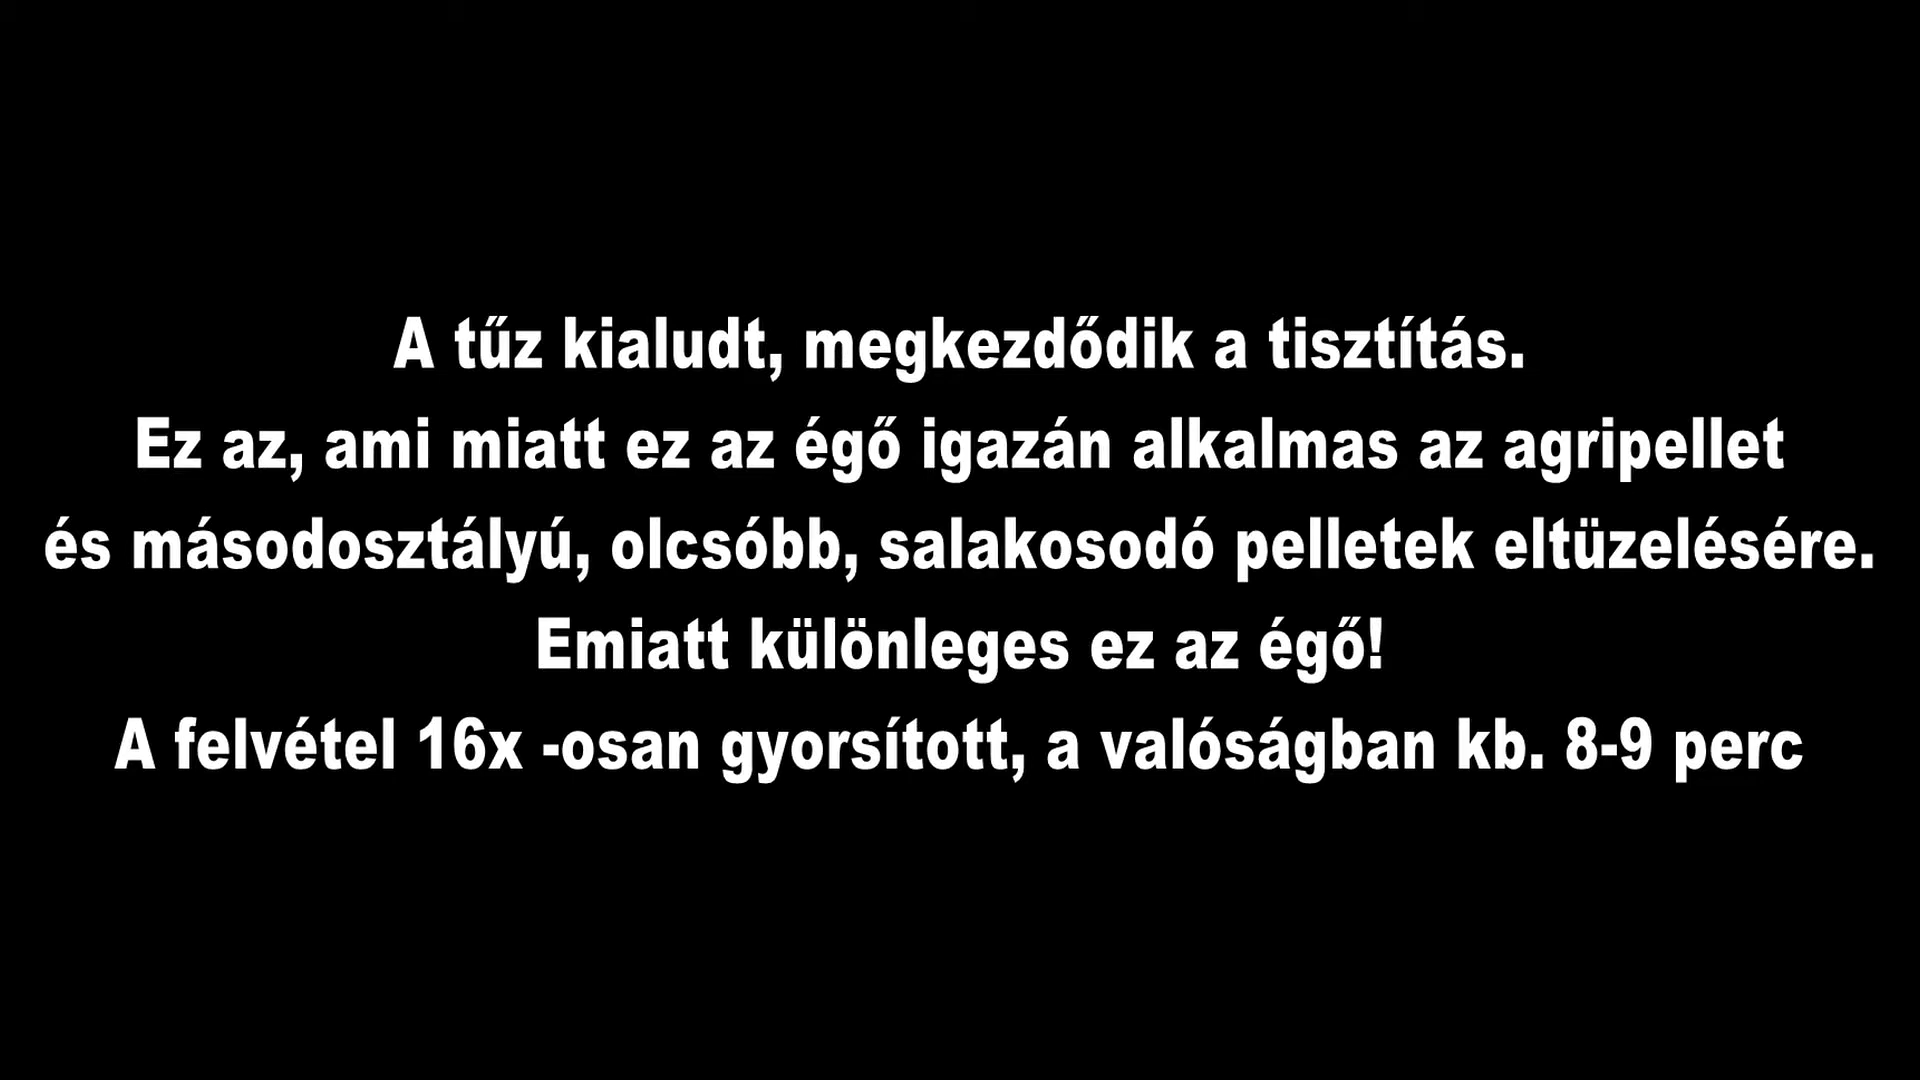 A tűz kialudt, megkezdődik a tisztítás.
Ez az, ami miatt ez az égő igazán alkalmas az agripellet
és másodosztályú, olcsóbb, salakosodó pelletek eltüzelésére.
Emiatt különleges ez az égő!
A felvétel 16x -osan gyorsított, a valóságban kb. 8-9 perc